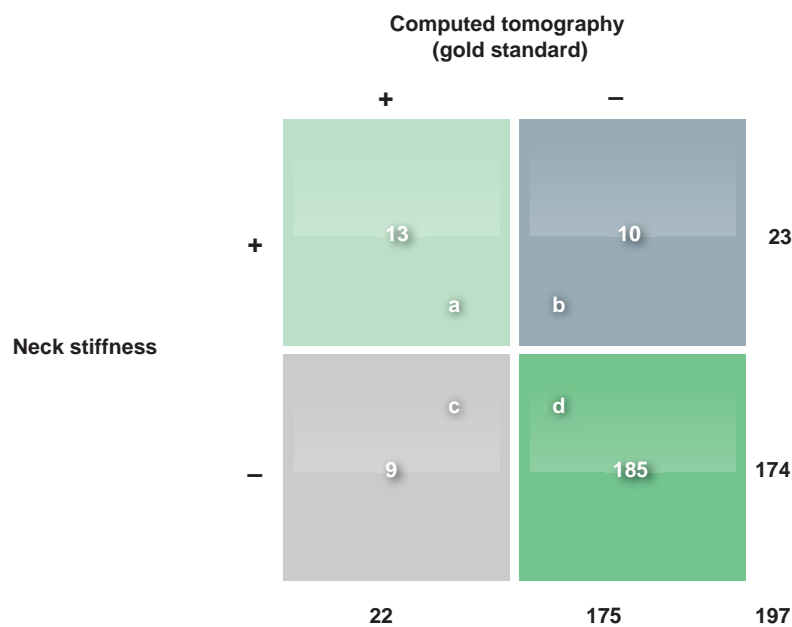 Computed tomography
(gold standard)
+ –
13 10 23
+
a b
Neck stiffness
c d
– 9 185 174
22 175 197